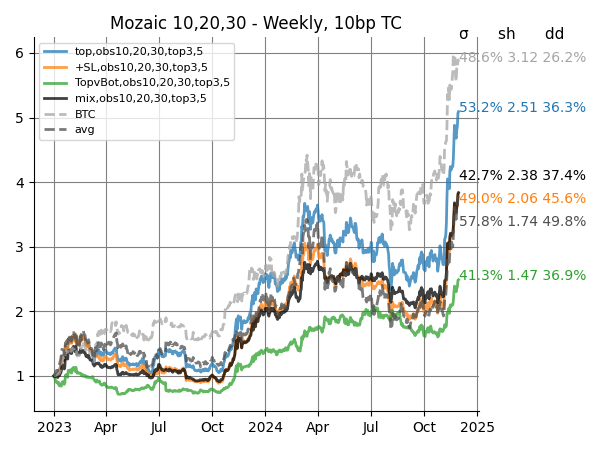 Mozaic 10,20,30 - Weekly, 10bp TC
σ sh dd
top,obs10,20,30,top3,5
+SL,obs10,20,30,top3,5
TopvBot,obs10,20,30,top3,5
mix,obs10,20,30,top3,5
BTC
avg
48.6% 3.12 26.2%
53.2% 2.51 36.3%
42.7% 2.38 37.4%
49.0% 2.06 45.6%
57.8% 1.74 49.8%
41.3% 1.47 36.9%
6
5
4
3
2
1
2023 Apr Jul Oct 2024 Apr Jul Oct 2025